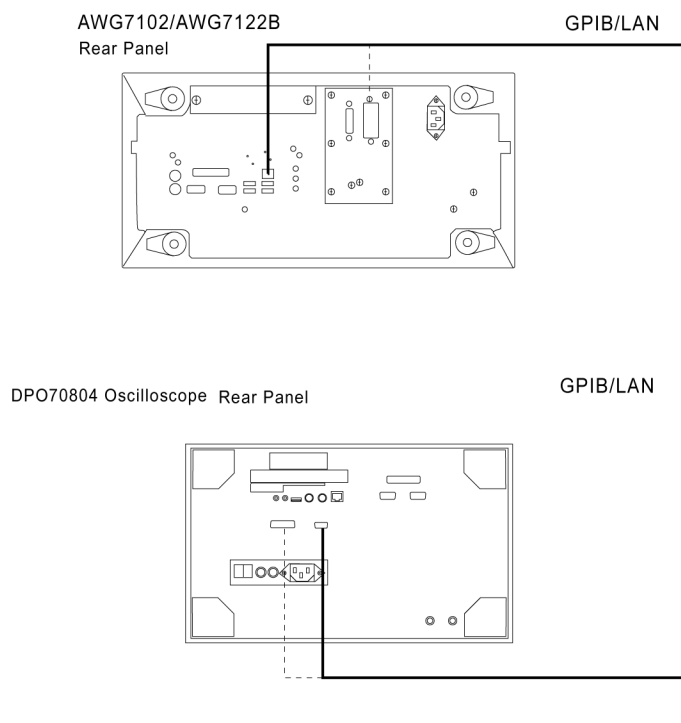 AWG7102/AWG7122B
GPIB/LAN
Rear Panel
DPO70804 Oscilloscope Rear Panel
GPIB/LAN